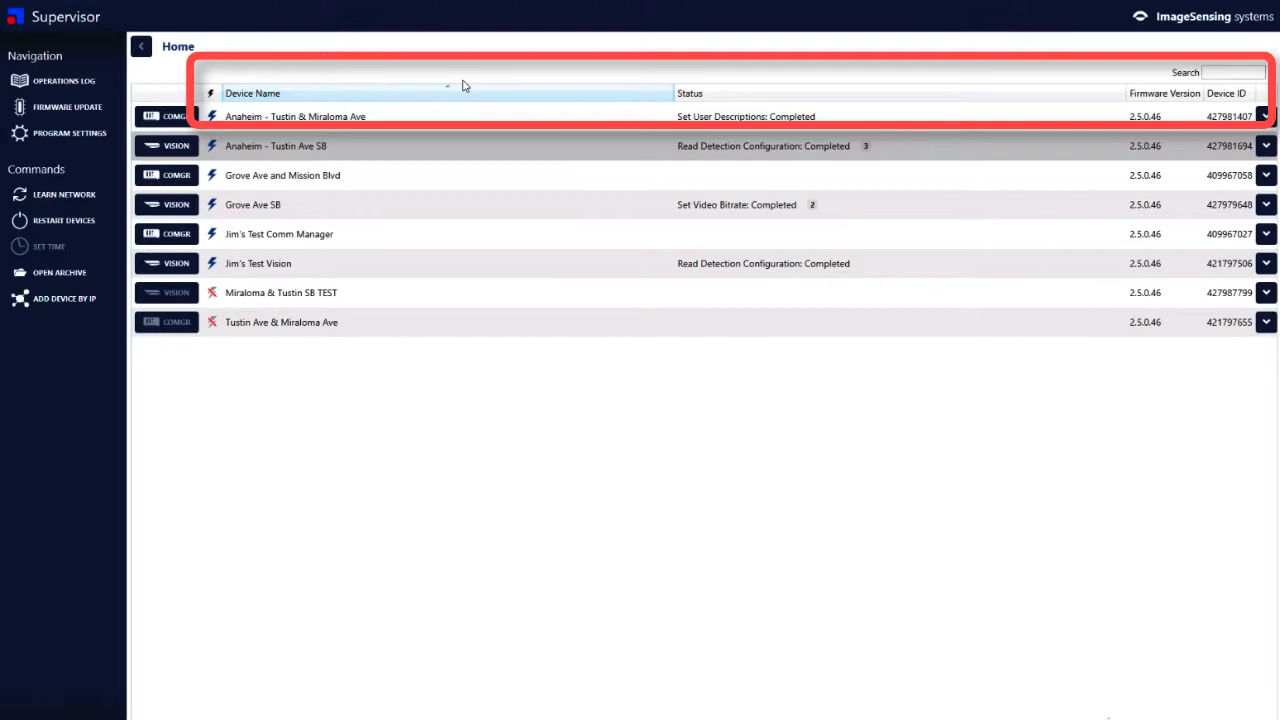 Supervisor
ImageSensing systems
Navigation
OPERATIONS LOG
FIRMWARE UPDATE
PROGRAM SETTINGS
Commands
LEARN NETWORK
RESTART DEVICES
SET TIME
OPEN ARCHIVE
ADD DEVICE BY IP
Home
Search
Device Name Status Firmware Version Device ID
COMGR Anaheim - Tustin & Miraloma Ave Set User Descriptions: Completed 2.5.0.46 427981407
VISION Anaheim - Tustin Ave SB Read Detection Configuration: Completed 3 2.5.0.46 427981694
COMGR Grove Ave and Mission Blvd 2.5.0.46 409967058
VISION Grove Ave SB Set Video Bitrate: Completed 2 2.5.0.46 427979648
COMGR Jim's Test Comm Manager 2.5.0.46 409967027
VISION Jim's Test Vision Read Detection Configuration: Completed 2.5.0.46 421797506
VISION Miraloma & Tustin SB TEST 2.5.0.46 427987799
COMGR Tustin Ave & Miraloma Ave 2.5.0.46 421797655